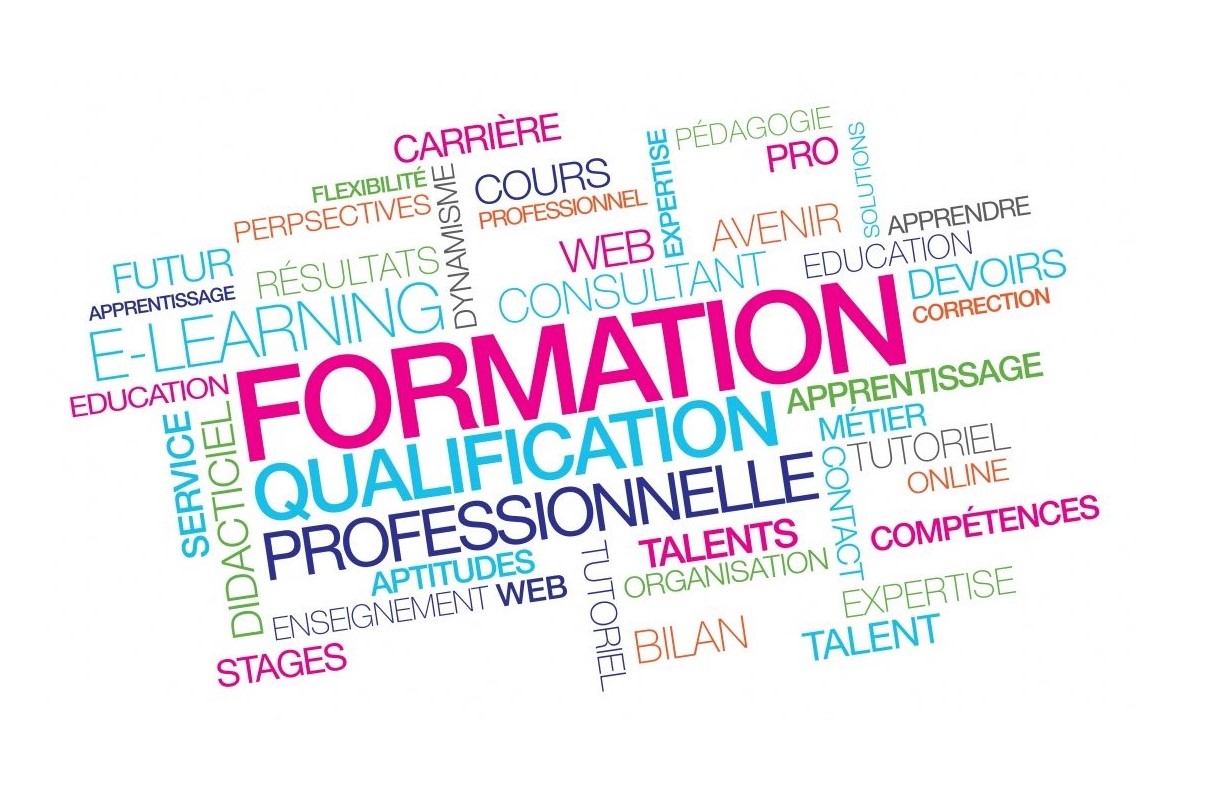 CARRIÈRE
PÉDAGOGIE
PRO
EXPERTISE
SOLUTIONS
FLEXIBILITÉ
DYNAMISME
COURS
PERPSECTIVES
PROFESSIONNEL
AVENIR
APPRENDRE
WEB
EDUCATION
FUTUR
RÉSULTATS
CONSULTANT
DEVOIRS
APPRENTISSAGE
CORRECTION
E-LEARNING
FORMATION
EDUCATION
APPRENTISSAGE
SERVICE
DIDACTICIEL
QUALIFICATION
MÉTIER
TUTORIEL
CONTACT
ONLINE
PROFESSIONNELLE
TALENTS
COMPÉTENCES
APTITUDES
TUTORIEL
ORGANISATION
ENSEIGNEMENT
WEB
EXPERTISE
BILAN
TALENT
STAGES